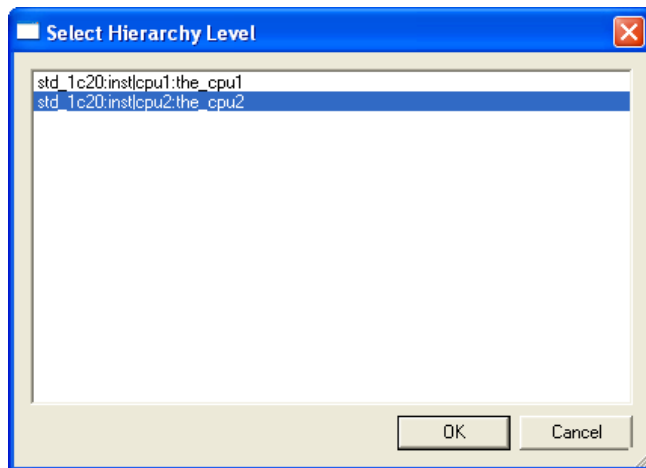 Select Hierarchy Level
std_1c20:inst|cpu1:the_cpu1
std_1c20:inst|cpu2:the_cpu2
OK
Cancel